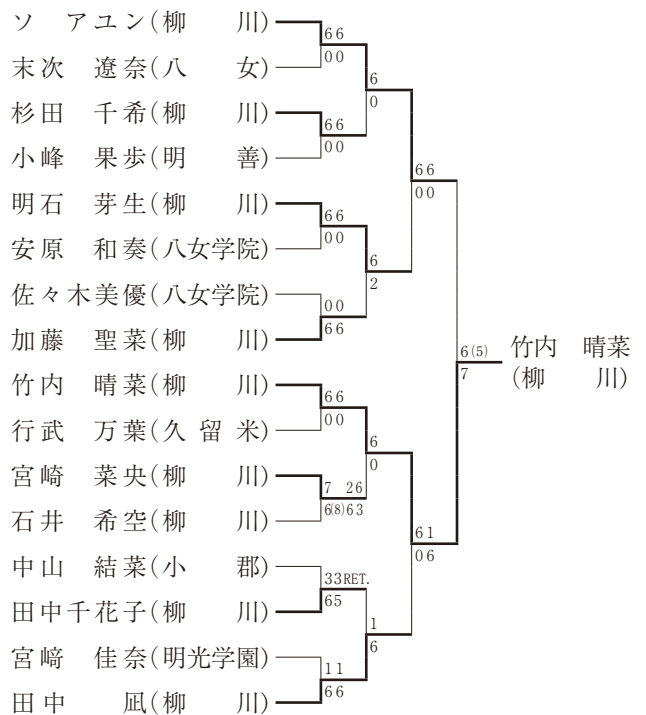 ソ アユン(柳 川)
66
末次 遼奈(八 女)
00
6
0
杉田 千希(柳 川)
66
小峰 果歩(明 善)
00
66
00
明石 芽生(柳 川)
66
安原 和奏(八女学院)
00
6
2
佐々木美優(八女学院)
00
加藤 聖菜(柳 川)
66
6(5)
7
竹内 晴菜
(柳 川)
竹内 晴菜(柳 川)
66
行武 万葉(久留米)
00
6
0
宮崎 菜央(柳 川)
7 26
石井 希空(柳 川)
6(8)63
61
06
中山 結菜(小 郡)
33RET.
田中千花子(柳 川)
65
1
6
宮﨑 佳奈(明光学園)
11
田中 凪(柳 川)
66